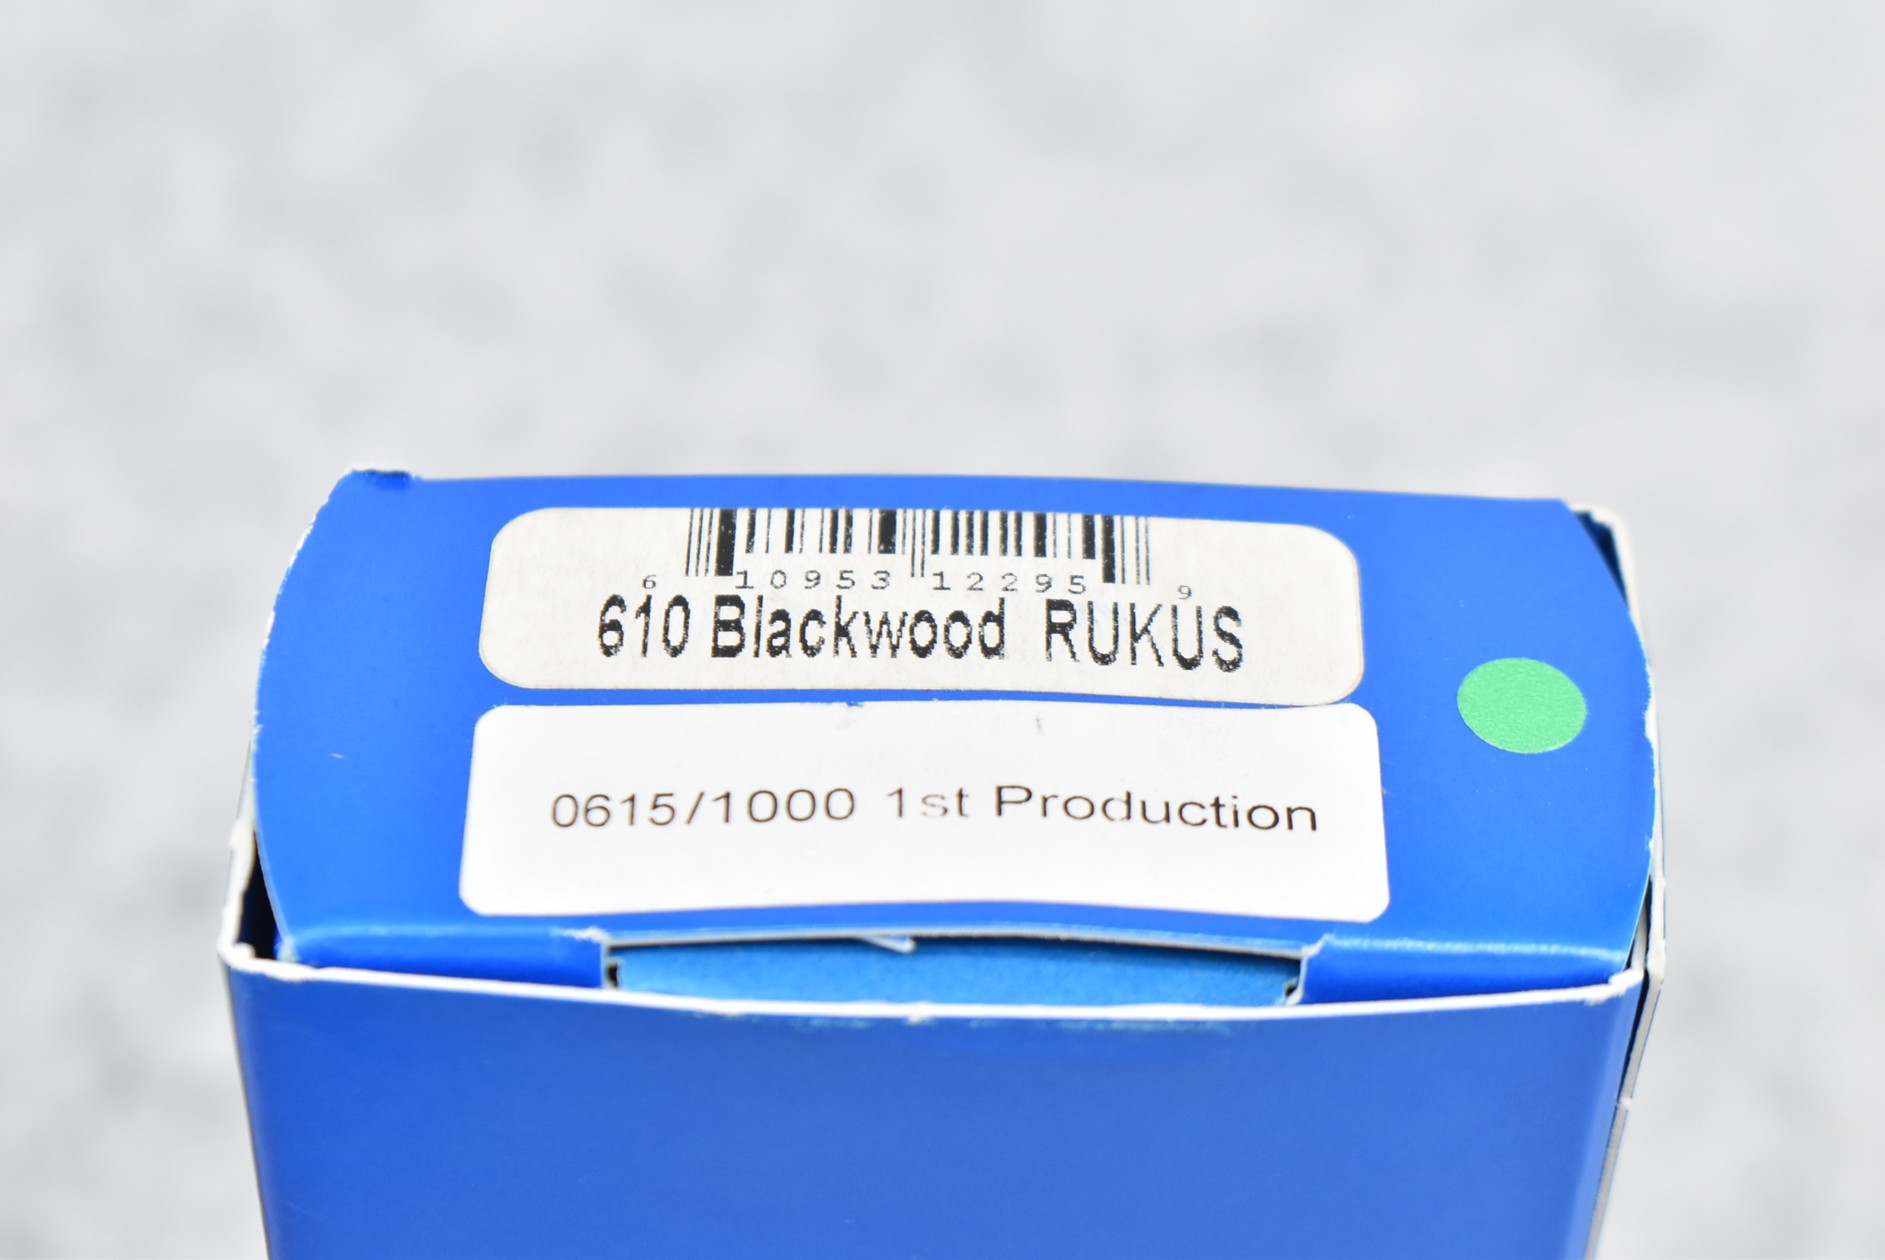 6 10953 12295 9
610 Blackwood RUKUS
0615/1000 1st Production